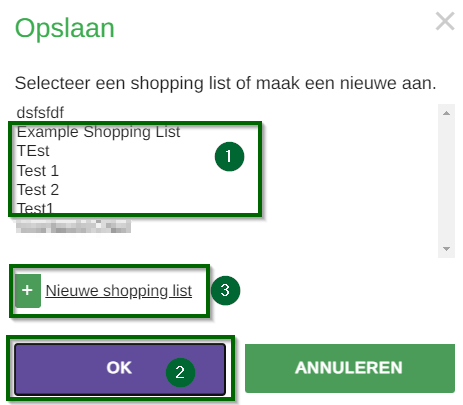 Opslaan
Selecteer een shopping list of maak een nieuwe aan.
dsfsfdf
Example Shopping List
TEst
Test 1
Test 2
Test1
1
+ Nieuwe shopping list
3
OK
2
ANNULEREN